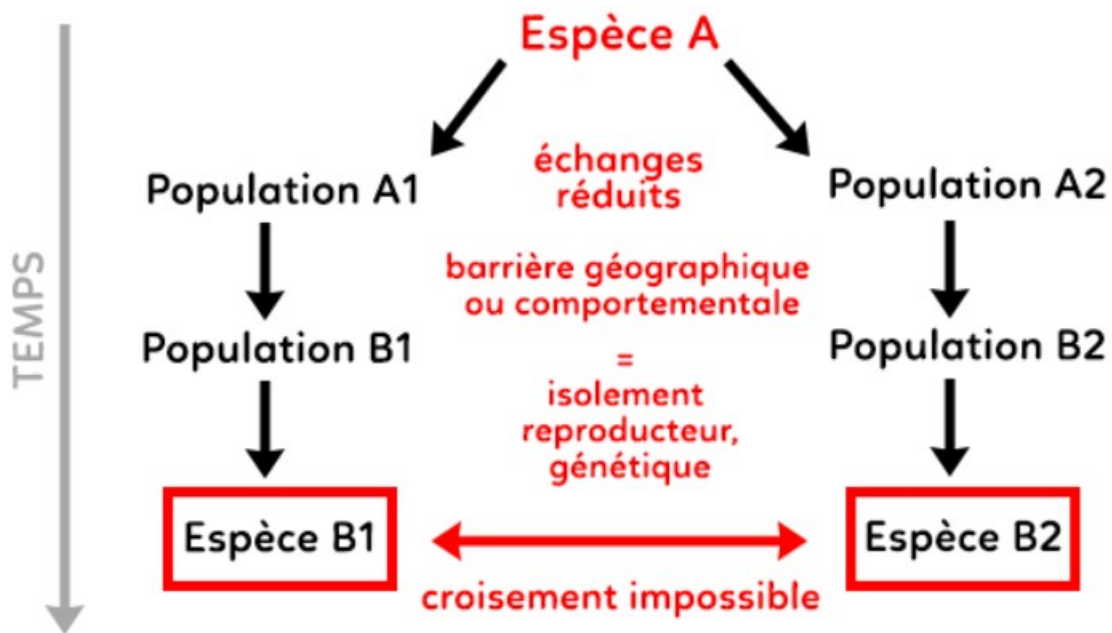 Espèce A
échanges
réduits
Population A1
Population A2
barrière géographique
ou comportementale
TEMPS
Population B1
Population B2
=
isolement
reproducteur,
génétique
Espèce B1
Espèce B2
croisement impossible